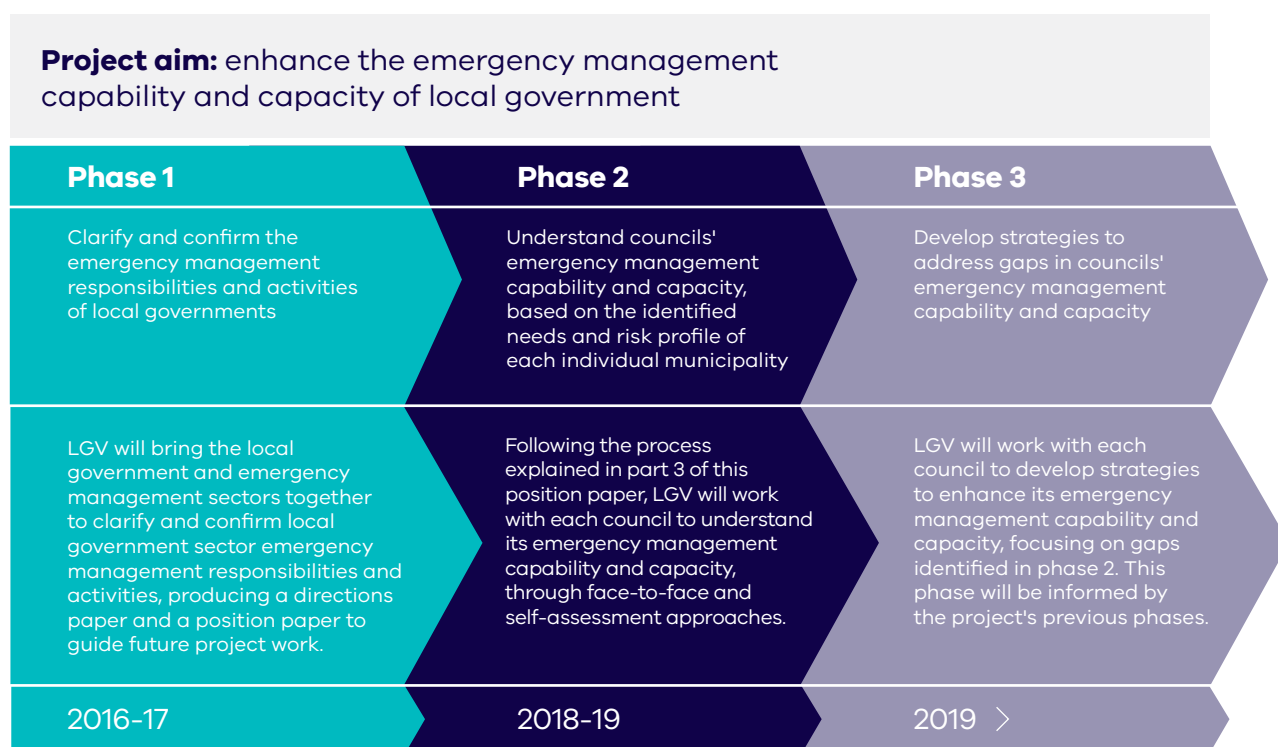 Project aim: enhance the emergency management
capability and capacity of local government
Phase 1
Phase 2
Phase 3
Clarify and confirm the
emergency management
responsibilities and activities
of local governments
Understand councils'
emergency management
capability and capacity,
based on the identified
needs and risk profile of
each individual municipality
Develop strategies to
address gaps in councils'
emergency management
capability and capacity
LGV will bring the local
government and emergency
management sectors together
to clarify and confirm local
government sector emergency
management responsibilities and
activities, producing a directions
paper and a position paper to
guide future project work.
Following the process
explained in part 3 of this
position paper, LGV will work
with each council to understand
its emergency management
capability and capacity,
through face-to-face and
self-assessment approaches.
LGV will work with each
council to develop strategies
to enhance its emergency
management capability and
capacity, focusing on gaps
identified in phase 2. This
phase will be informed by
the project's previous phases.
2016-17
2018-19
2019